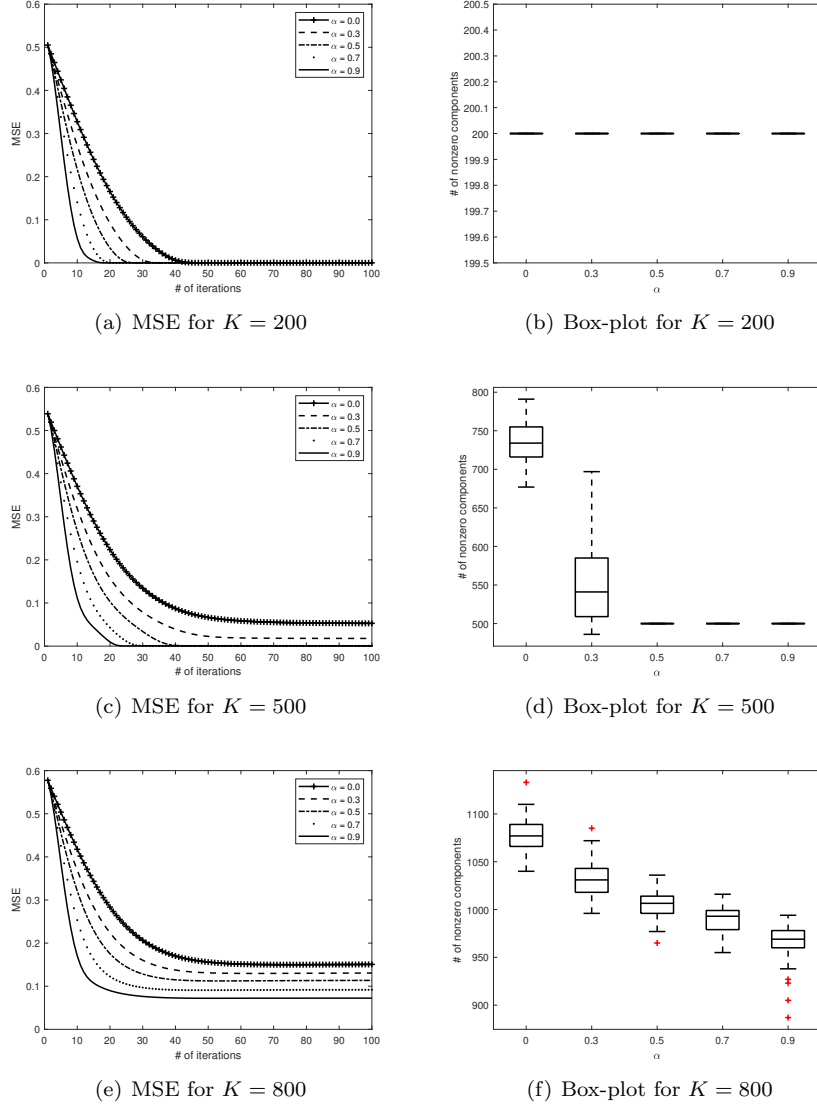 0.6
0.5
0.4
0.3
0.2
0.1
0
MSE
0 10 20 30 40 50 60 70 80 90 100
# of iterations
α = 0.0
α = 0.3
α = 0.5
α = 0.7
α = 0.9
(a) MSE for K = 200
200.5
200.4
200.3
200.2
200.1
200
199.9
199.8
199.7
199.6
199.5
# of nonzero components
0 0.3 0.5 0.7 0.9
α
(b) Box-plot for K = 200
0.6
0.5
0.4
0.3
0.2
0.1
0
MSE
0 10 20 30 40 50 60 70 80 90 100
# of iterations
α = 0.0
α = 0.3
α = 0.5
α = 0.7
α = 0.9
(c) MSE for K = 500
800
750
700
650
600
550
500
# of nonzero components
0 0.3 0.5 0.7 0.9
α
(d) Box-plot for K = 500
0.6
0.5
0.4
0.3
0.2
0.1
0
MSE
0 10 20 30 40 50 60 70 80 90 100
# of iterations
α = 0.0
α = 0.3
α = 0.5
α = 0.7
α = 0.9
(e) MSE for K = 800
1100
1050
1000
950
900
# of nonzero components
0 0.3 0.5 0.7 0.9
α
(f) Box-plot for K = 800